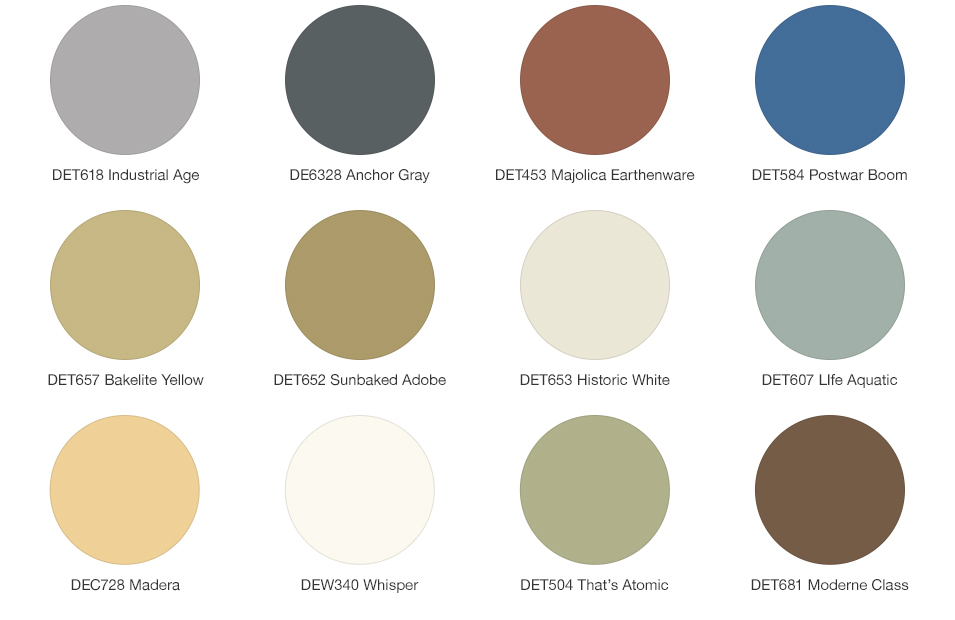 DET618 Industrial Age
DE6328 Anchor Gray
DET453 Majolica Earthenware
DET584 Postwar Boom
DET657 Bakelite Yellow
DET652 Sunbaked Adobe
DET653 Historic White
DET607 LIfe Aquatic
DEC728 Madera
DEW340 Whisper
DET504 That’s Atomic
DET681 Moderne Class